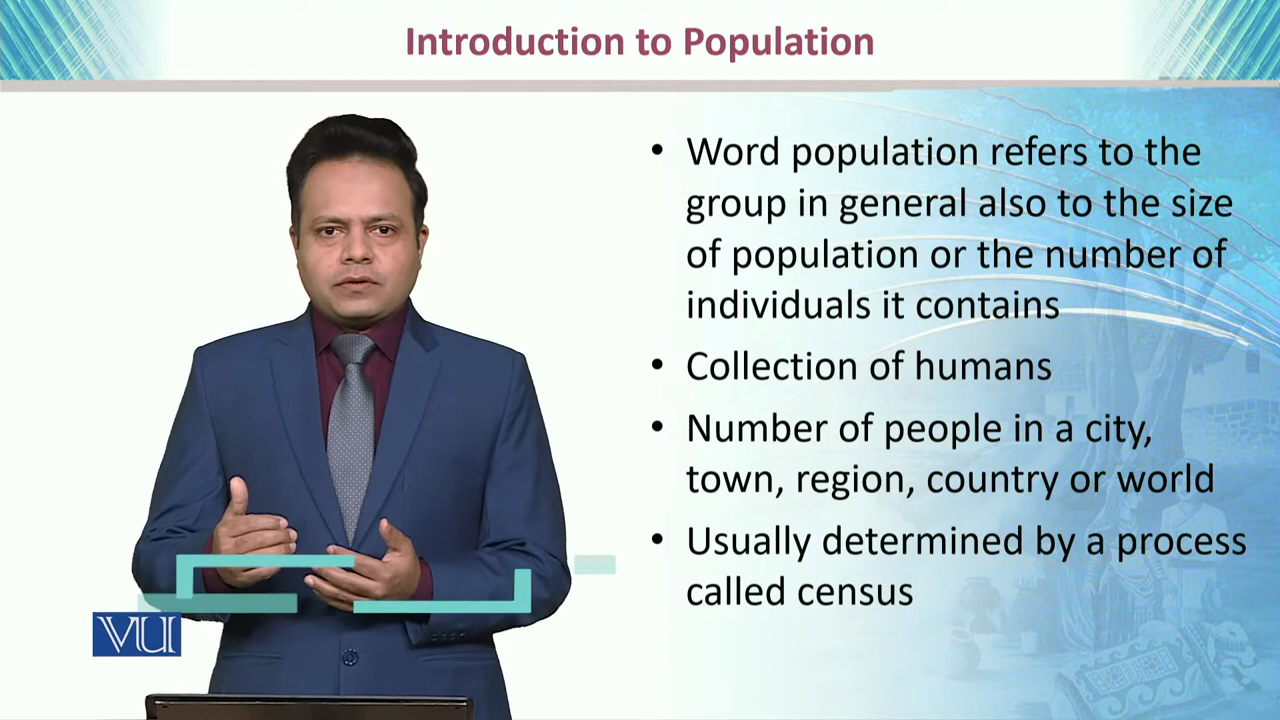 Introduction to Population
• Word population refers to the
group in general also to the size
of population or the number of
individuals it contains
• Collection of humans
• Number of people in a city,
town, region, country or world
• Usually determined by a process
called census
VU